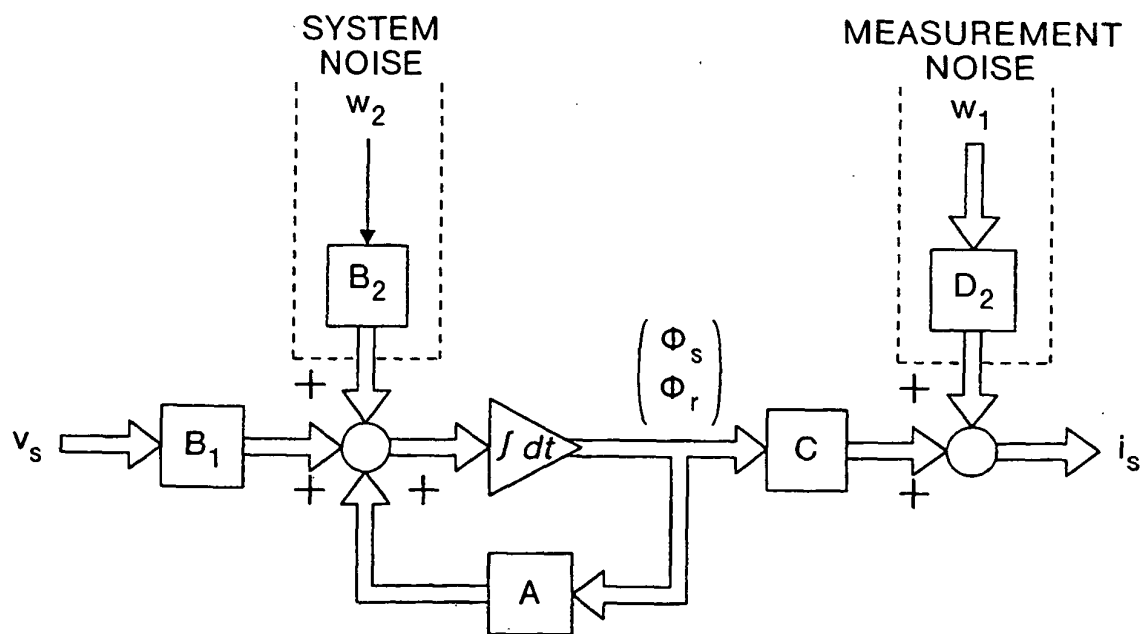 SYSTEM
NOISE
w2
MEASUREMENT
NOISE
w1
B2
D2
Φs
Φr
+
+
vs
B1
∫ dt
C
is
+
+
+
A